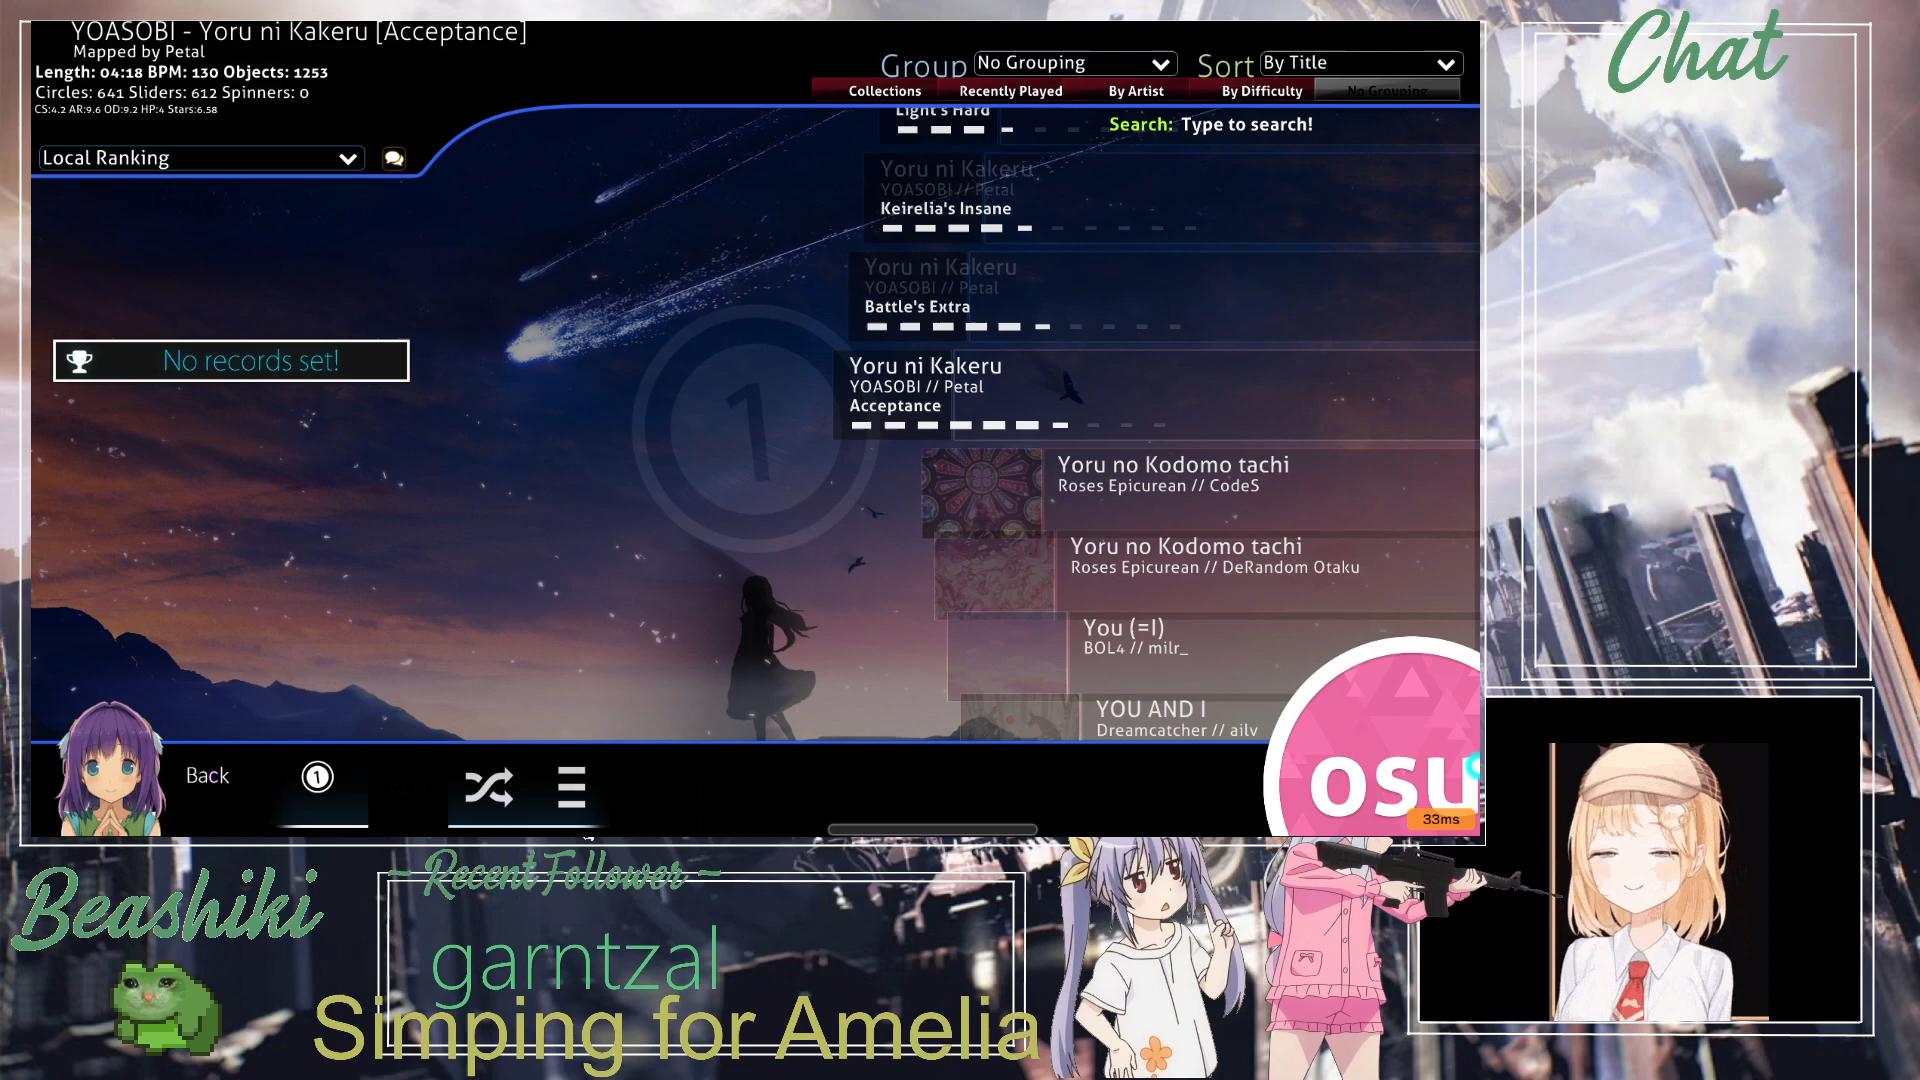 YOASOBI - Yoru ni Kakeru [Acceptance]
Mapped by Petal
Length: 04:18 BPM: 130 Objects: 1253
Circles: 641 Sliders: 612 Spinners: 0
CS:4.2 AR:9.6 OD:9.2 HP:4 Stars:6.58
Group
No Grouping
Sort
By Title
Collections
Recently Played
By Artist
By Difficulty
No Grouping
Local Ranking
Search: Type to search!
Light's Hard
Yoru ni Kakeru
YOASOBI // Petal
Keirelia's Insane
Yoru ni Kakeru
YOASOBI // Petal
Battle's Extra
No records set!
1
Yoru ni Kakeru
YOASOBI // Petal
Acceptance
Yoru no Kodomo tachi
Roses Epicurean // CodeS
Yoru no Kodomo tachi
Roses Epicurean // DeRandom Otaku
You (=I)
BOL4 // milr_
YOU AND I
Dreamcatcher // ailv
Back
1
osu
33ms
Chat
Beashiki
~ Recent Follower ~
garntzal
Simping for Amelia